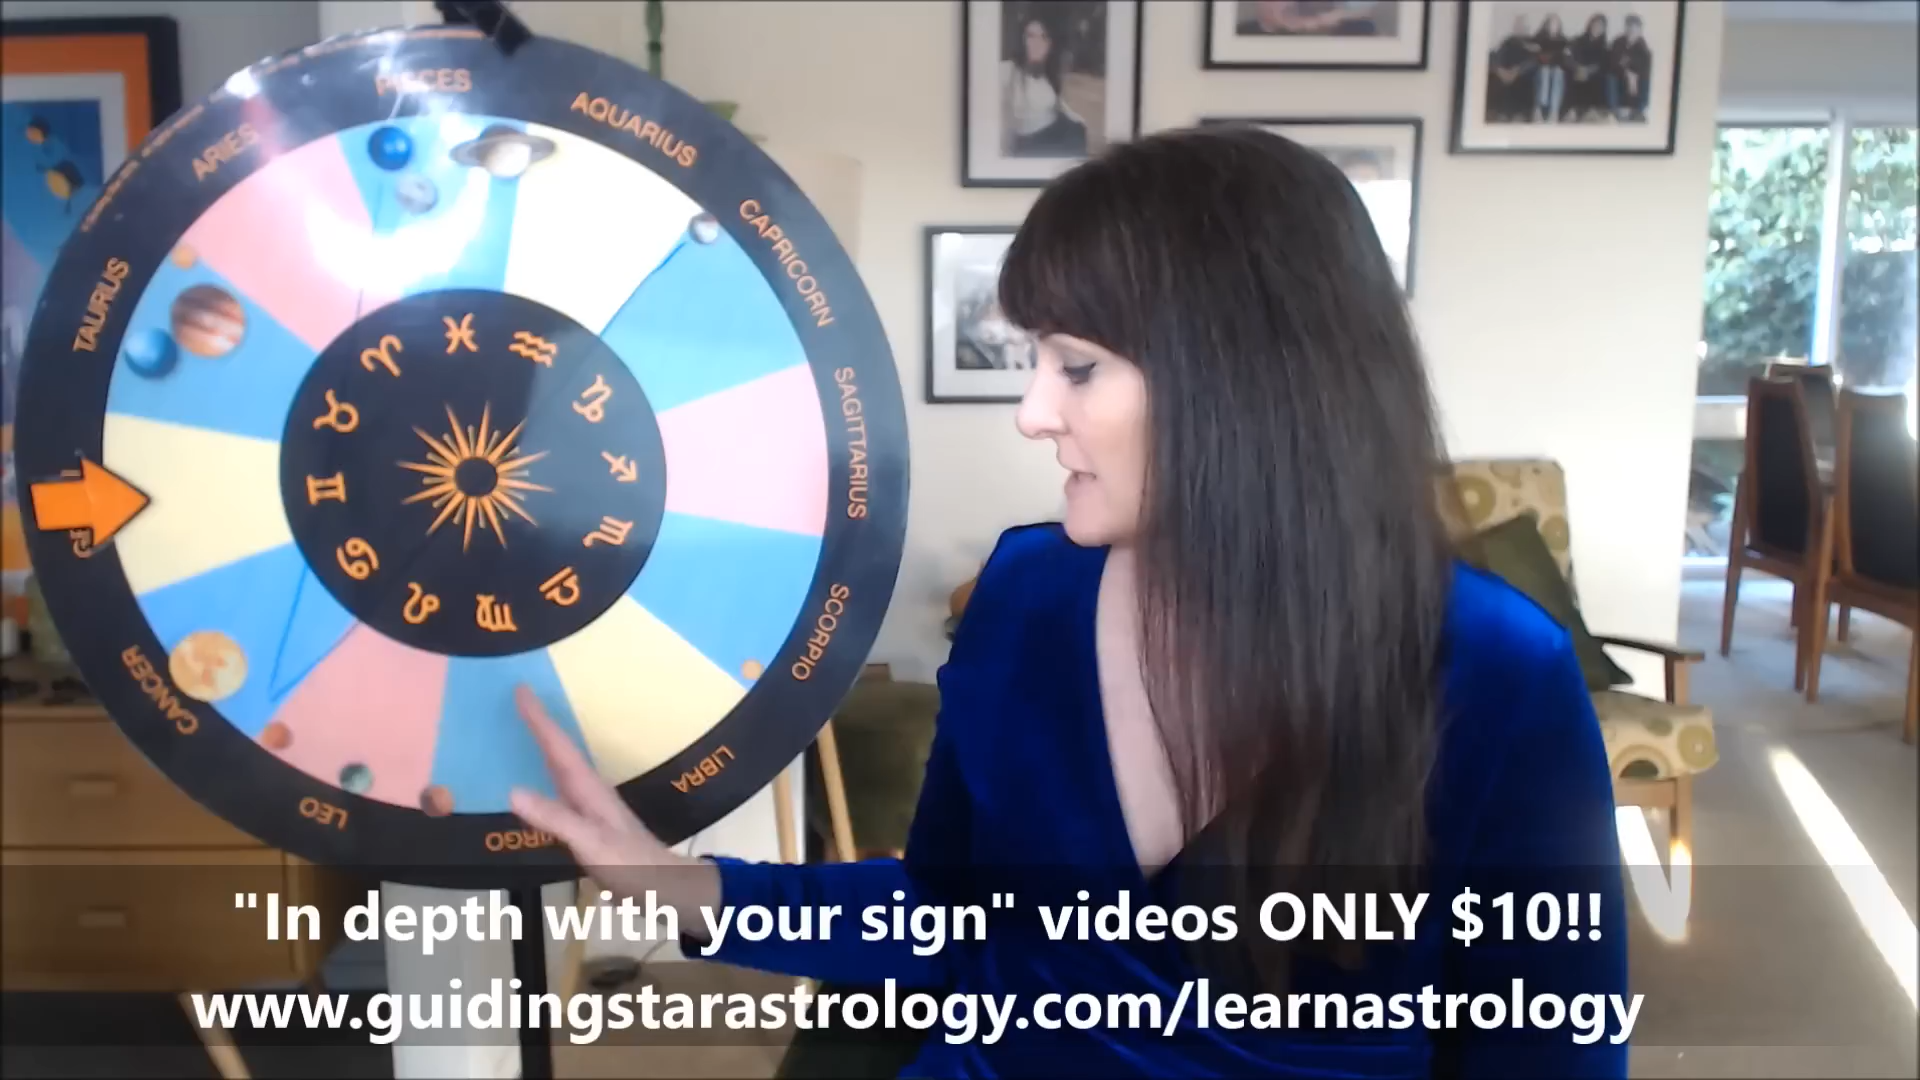 PISCES
AQUARIUS
ARIES
CAPRICORN
TAURUS
SAGITTARIUS
SCORPIO
CANCER
LIBRA
LEO
VIRGO
"In depth with your sign" videos ONLY $10!!
www.guidingstarastrology.com/learnastrology